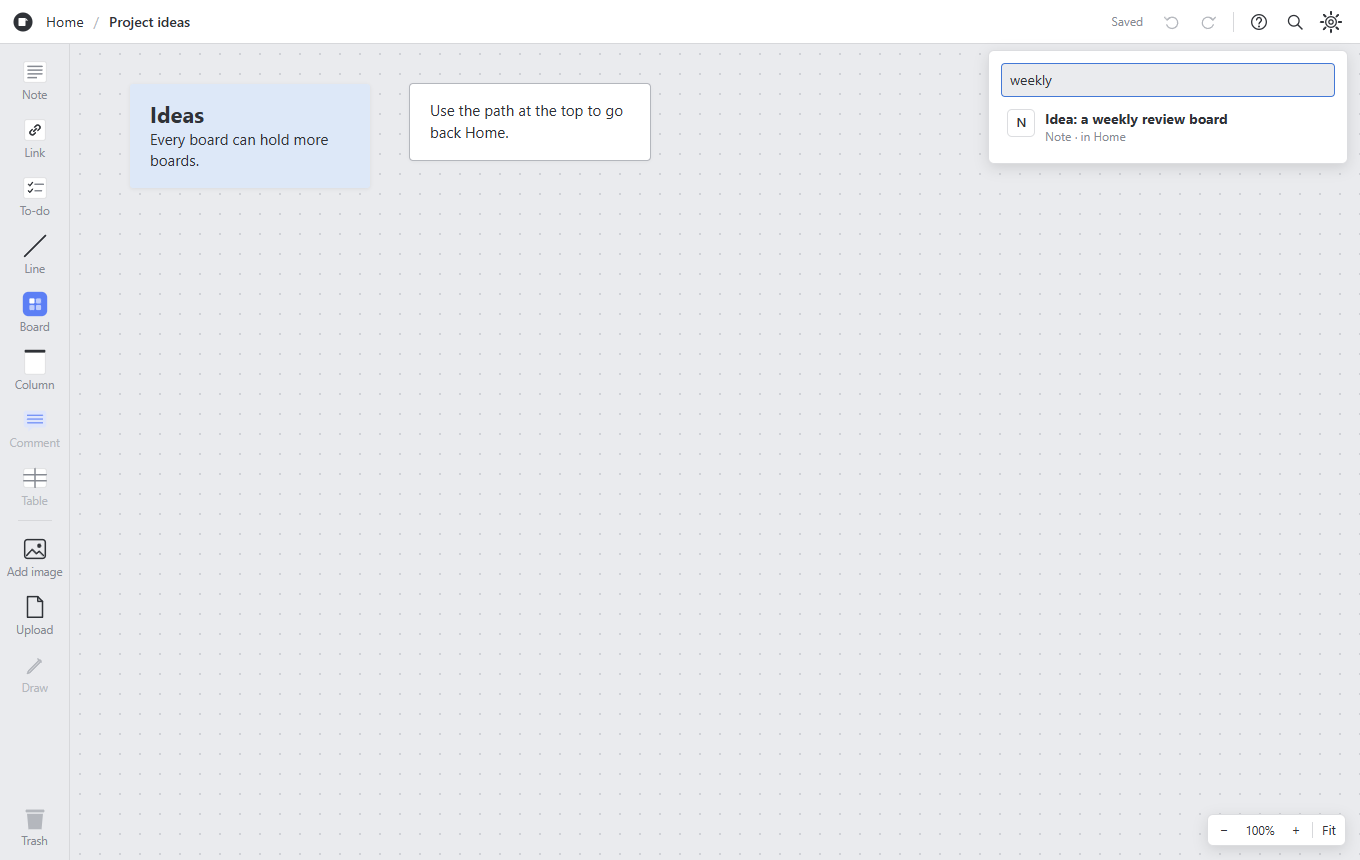 Home / Project ideas
Saved
Note
Link
To-do
Line
Board
Column
Comment
Table
Add image
Upload
Draw
Trash
Ideas
Every board can hold more
boards.
Use the path at the top to go
back Home.
weekly
N
Idea: a weekly review board
Note · in Home
− 100% + Fit